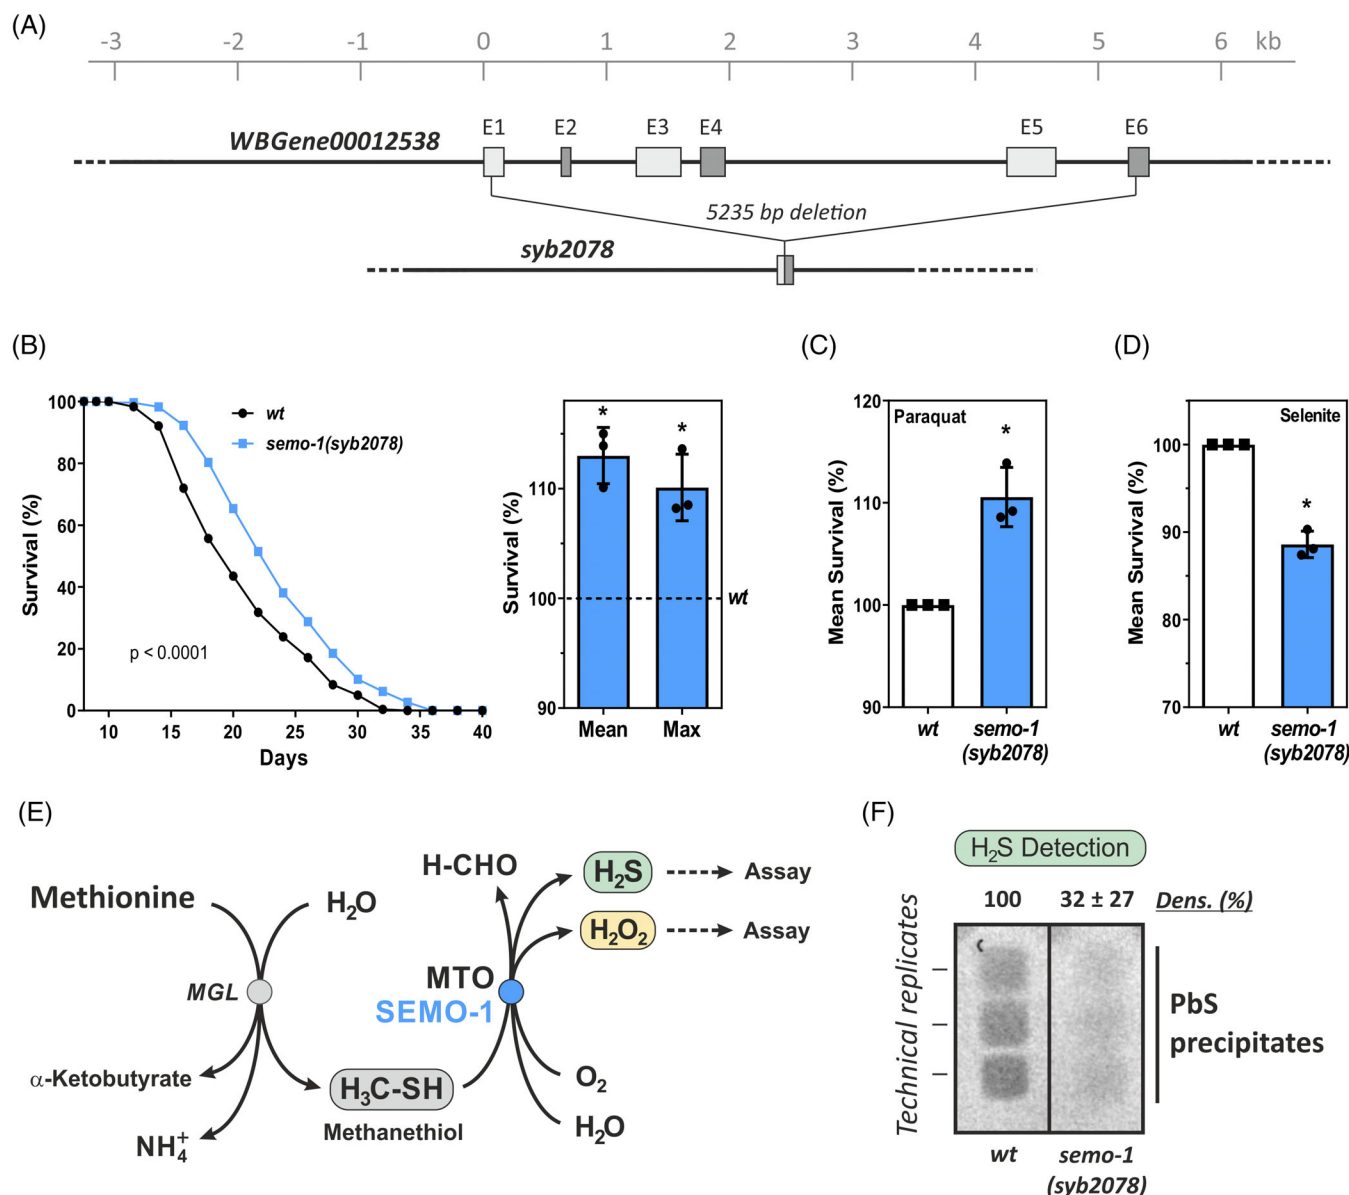 (A)
-3 -2 -1 0 1 2 3 4 5 6 kb
WBGene00012538
E1 E2 E3 E4 E5 E6
5235 bp deletion
syb2078
(B)
Survival (%)
100
80
60
40
20
0
10 15 20 25 30 35 40
Days
wt
semo-1(syb2078)
p < 0.0001
Survival (%)
110
100
90
* *
wt
Mean Max
(C)
Mean Survival (%)
120
110
100
90
Paraquat
*
wt semo-1
(syb2078)
(D)
Mean Survival (%)
100
90
80
70
Selenite
*
wt semo-1
(syb2078)
(E)
Methionine
H2O
MGL
α-Ketobutyrate
NH4+
H3C-SH
Methanethiol
H-CHO
MTO
SEMO-1
H2S
Assay
H2O2
Assay
O2
H2O
(F)
H2S Detection
100 32 ± 27 Dens. (%)
Technical replicates
PbS
precipitates
wt semo-1
(syb2078)